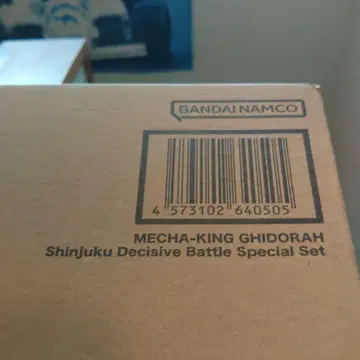 BANDAI NAMCO
4 573102 640505
MECHA-KING GHIDORAH
Shinjuku Decisive Battle Special Set